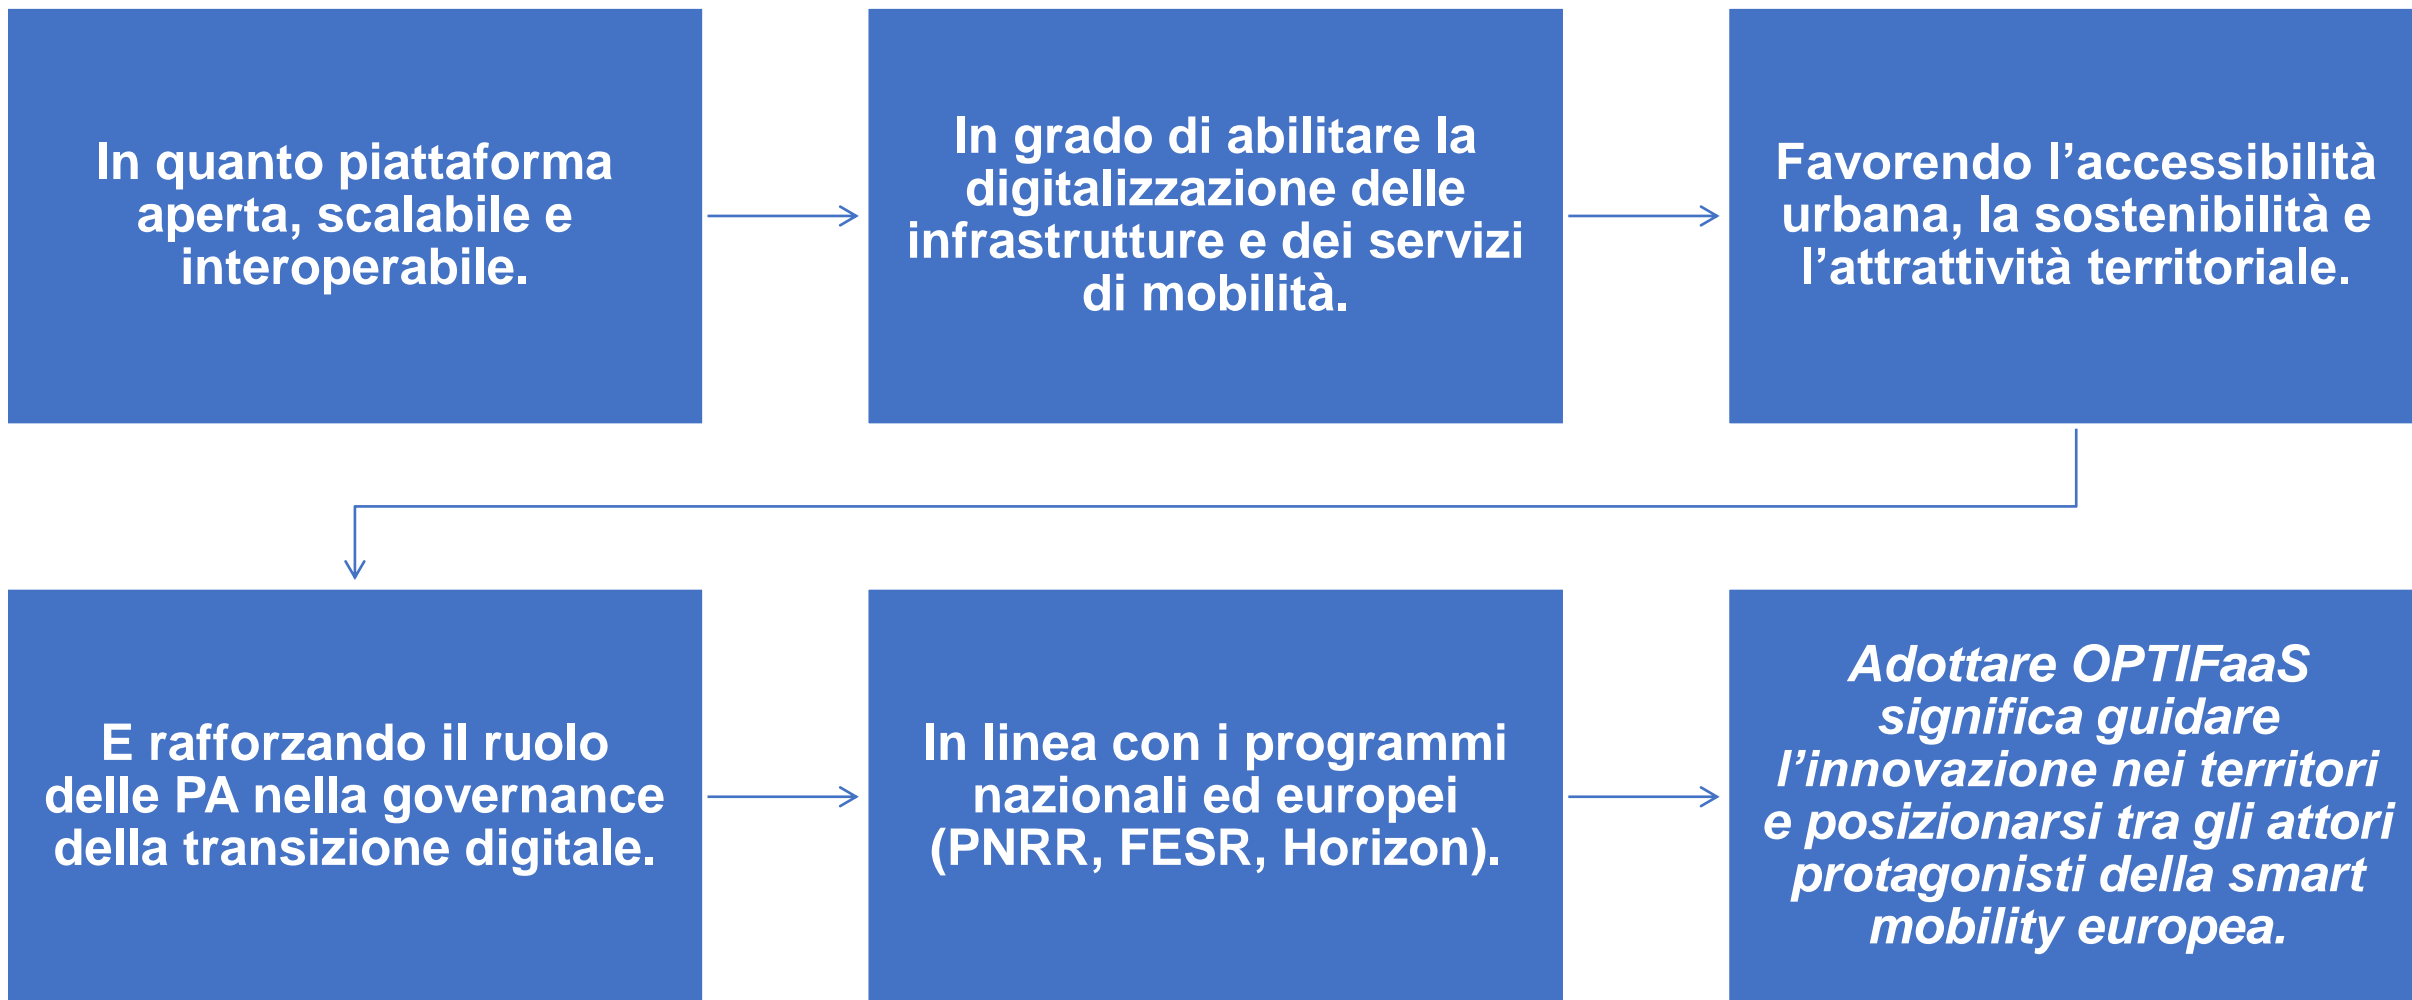 In quanto piattaforma
aperta, scalabile e
interoperabile.
In grado di abilitare la
digitalizzazione delle
infrastrutture e dei servizi
di mobilità.
Favorendo l’accessibilità
urbana, la sostenibilità e
l’attrattività territoriale.
E rafforzando il ruolo
delle PA nella governance
della transizione digitale.
In linea con i programmi
nazionali ed europei
(PNRR, FESR, Horizon).
Adottare OPTIFaaS
significa guidare
l’innovazione nei territori
e posizionarsi tra gli attori
protagonisti della smart
mobility europea.